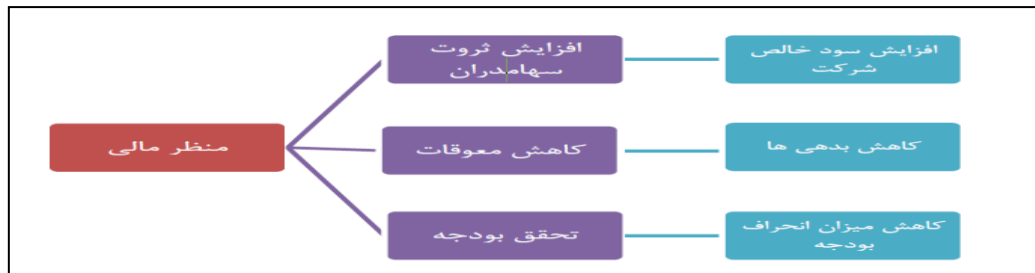 منظر مالی
افزایش ثروت
سهامدران
افزایش سود خالص
شرکت
کاهش معوقات
کاهش بدهی ها
تحقق بودجه
کاهش میزان انحراف
بودجه